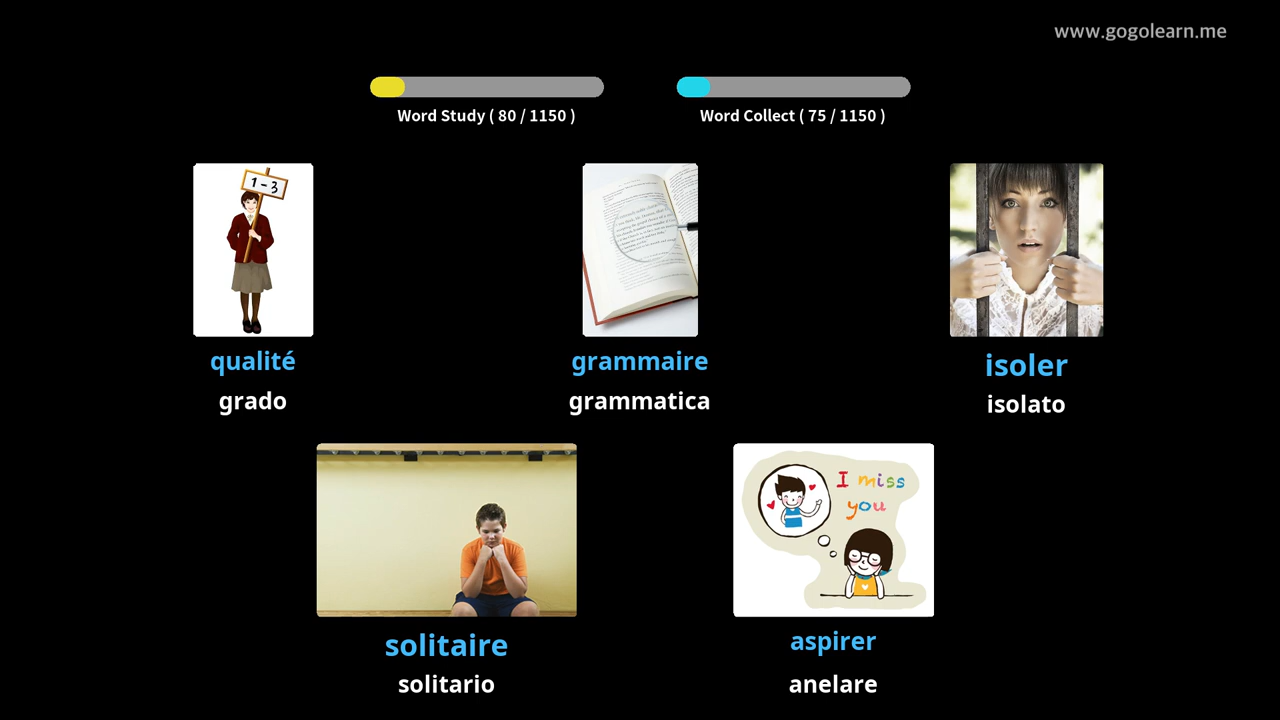 www.gogolearn.me
Word Study ( 80 / 1150 )
Word Collect ( 75 / 1150 )
1 - 3
qualité
grado
grammaire
grammatica
isoler
isolato
I miss
you
solitaire
solitario
aspirer
anelare